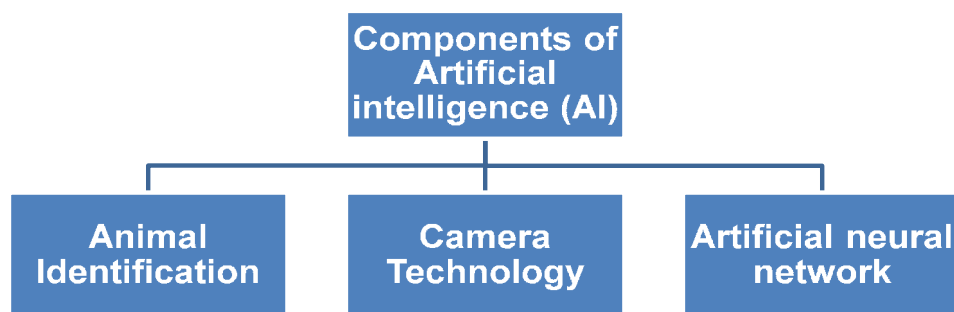 Components of
Artificial
intelligence (AI)
Animal
Identification
Camera
Technology
Artificial neural
network